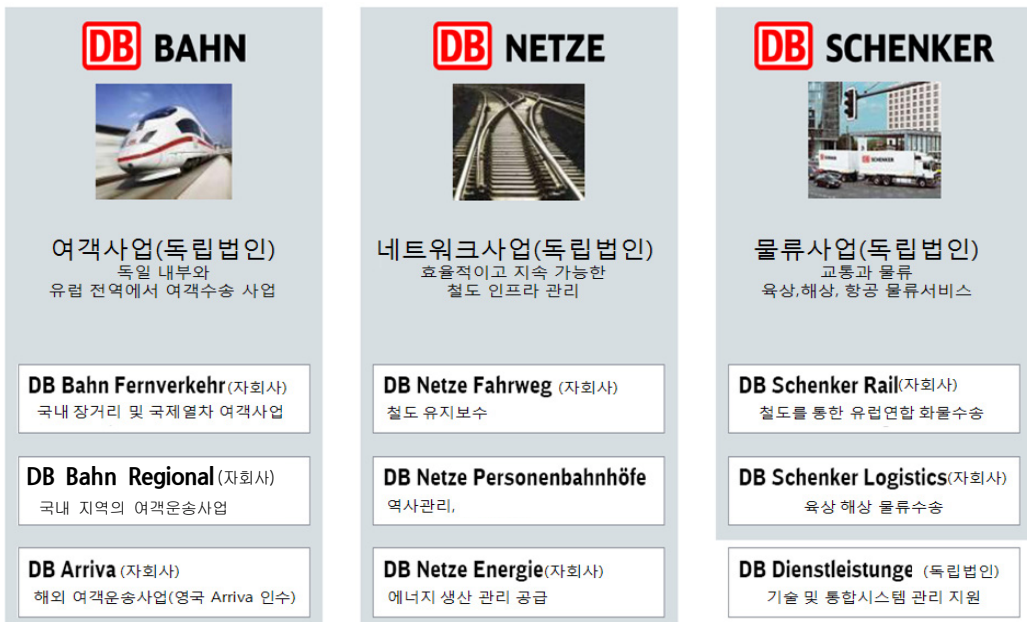 DB BAHN
여객사업(독립법인)
독일 내부와
유럽 전역에서 여객수송 사업
DB Bahn Fernverkehr(자회사)
국내 장거리 및 국제열차 여객사업
DB Bahn Regional(자회사)
국내 지역의 여객운송사업
DB Arriva (자회사)
해외 여객운송사업(영국 Arriva 인수)
DB NETZE
네트워크사업(독립법인)
효율적이고 지속 가능한
철도 인프라 관리
DB Netze Fahrweg (자회사)
철도 유지보수
DB Netze Personenbahnhöfe
역사관리,
DB Netze Energie(자회사)
에너지 생산 관리 공급
DB SCHENKER
DB SCHENKER
물류사업(독립법인)
교통과 물류
육상,해상, 항공 물류서비스
DB Schenker Rail(자회사)
철도를 통한 유럽연합 화물수송
DB Schenker Logistics(자회사)
육상 해상 물류수송
DB Dienstleistunge (독립법인)
기술 및 통합시스템 관리 지원